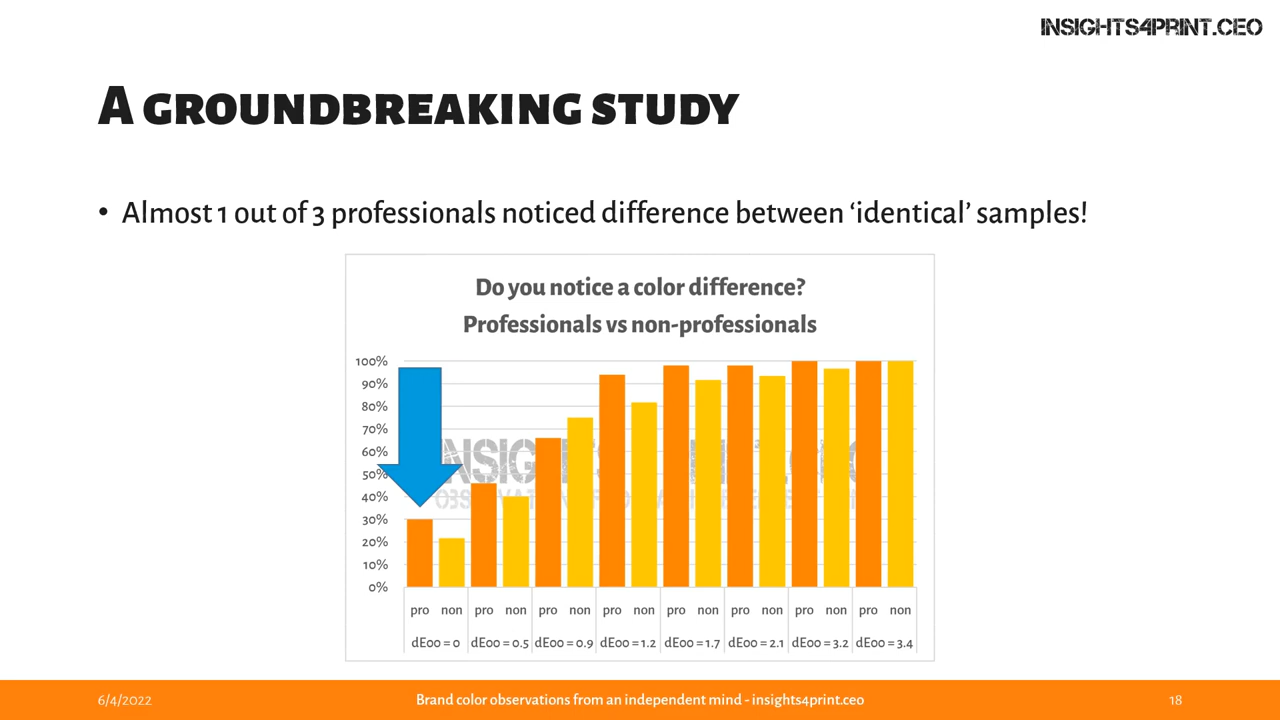 INSIGHTS4PRINT.CEO
A GROUNDBREAKING STUDY
• Almost 1 out of 3 professionals noticed difference between ‘identical’ samples!
Do you notice a color difference?
Professionals vs non-professionals
100%
90%
80%
70%
60%
50%
40%
30%
20%
10%
0%
pro non pro non pro non pro non pro non pro non pro non pro non
dE00 = 0 dE00 = 0.5 dE00 = 0.9 dE00 = 1.2 dE00 = 1.7 dE00 = 2.1 dE00 = 3.2 dE00 = 3.4
6/4/2022 Brand color observations from an independent mind - insights4print.ceo 18